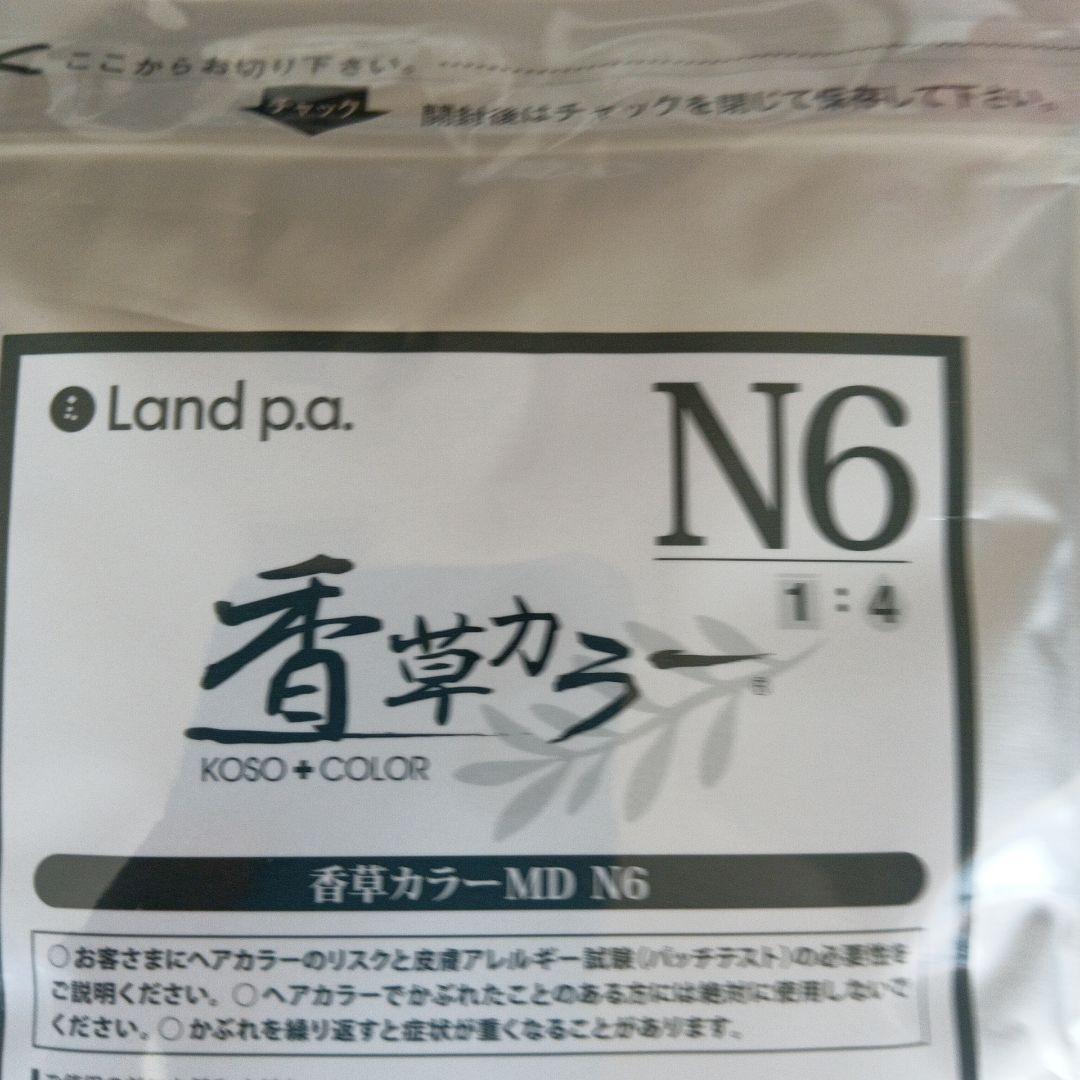 ここからお切り下さい。
チャック
開封後はチャックを閉じて保存して下さい。
Land p.a.
N6
1:4
香草カラー
®
KOSO+COLOR
香草カラーMD N6
○お客さまにヘアカラーのリスクと皮膚アレルギー試験(パッチテスト)の必要性を
ご説明ください。○ヘアカラーでかぶれたことのある方には絶対に使用しないで
ください。○かぶれを繰り返すと症状が重くなることがあります。